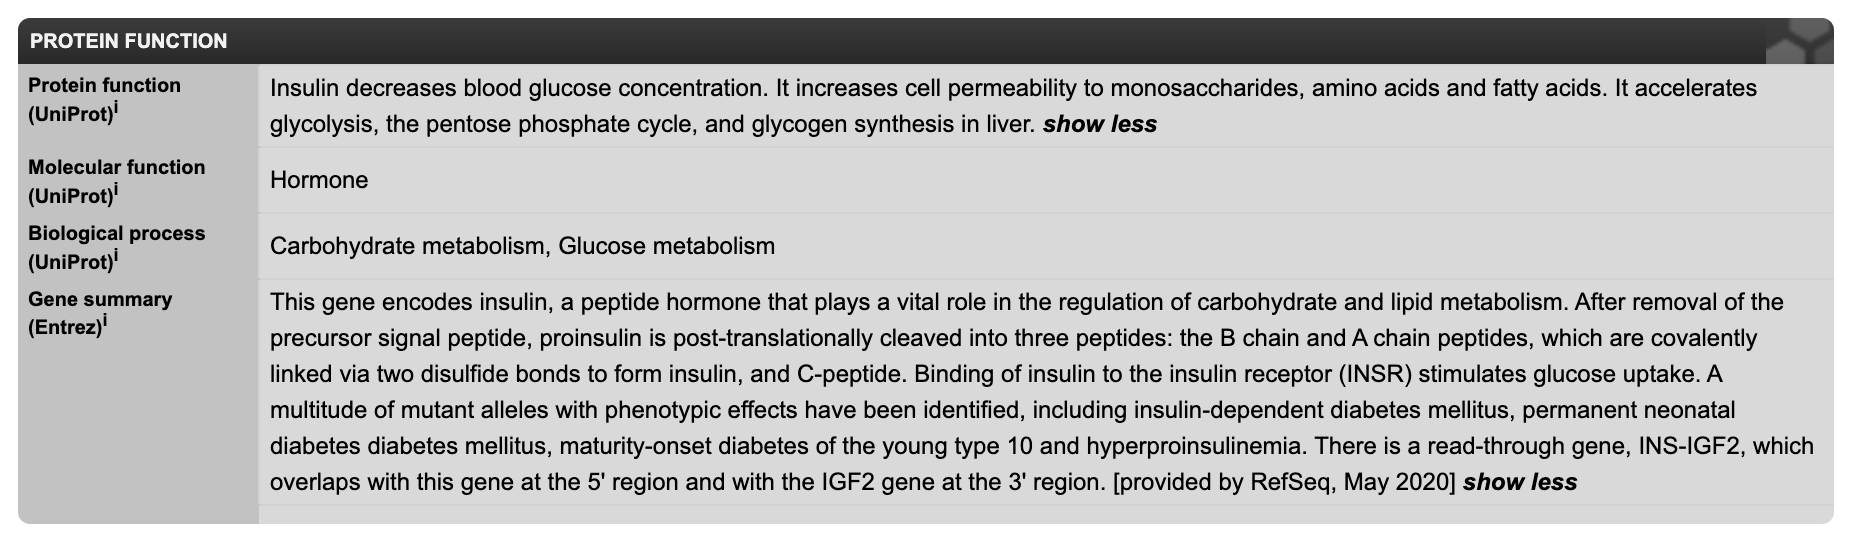 PROTEIN FUNCTION
Protein function
(UniProt)i
Insulin decreases blood glucose concentration. It increases cell permeability to monosaccharides, amino acids and fatty acids. It accelerates
glycolysis, the pentose phosphate cycle, and glycogen synthesis in liver. show less
Molecular function
(UniProt)i
Hormone
Biological process
(UniProt)i
Carbohydrate metabolism, Glucose metabolism
Gene summary
(Entrez)i
This gene encodes insulin, a peptide hormone that plays a vital role in the regulation of carbohydrate and lipid metabolism. After removal of the
precursor signal peptide, proinsulin is post-translationally cleaved into three peptides: the B chain and A chain peptides, which are covalently
linked via two disulfide bonds to form insulin, and C-peptide. Binding of insulin to the insulin receptor (INSR) stimulates glucose uptake. A
multitude of mutant alleles with phenotypic effects have been identified, including insulin-dependent diabetes mellitus, permanent neonatal
diabetes diabetes mellitus, maturity-onset diabetes of the young type 10 and hyperproinsulinemia. There is a read-through gene, INS-IGF2, which
overlaps with this gene at the 5' region and with the IGF2 gene at the 3' region. [provided by RefSeq, May 2020] show less